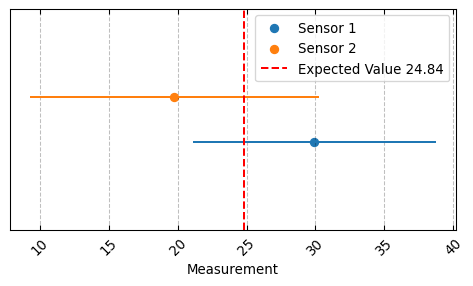 Sensor 1
Sensor 2
Expected Value 24.84
10 15 20 25 30 35 40
Measurement